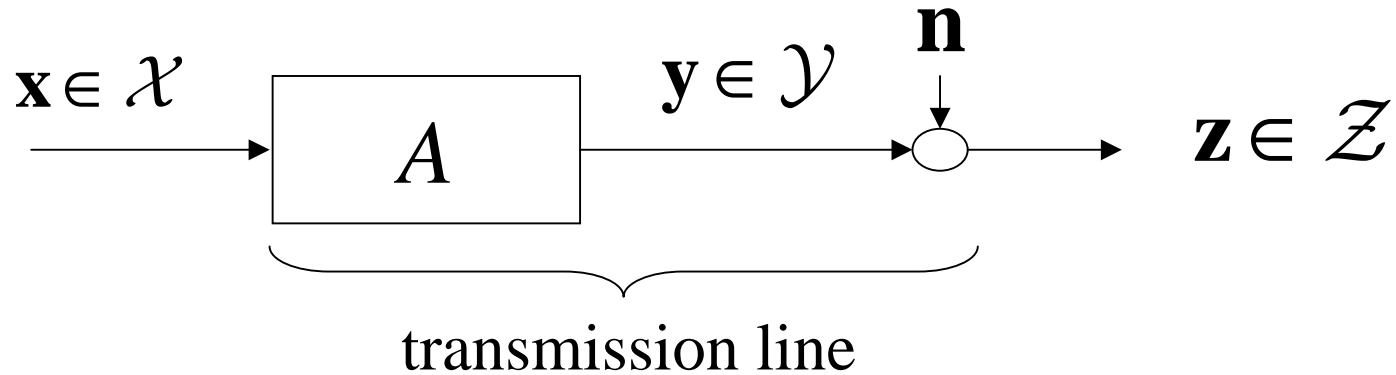 x ∈ 𝒳
A
y ∈ 𝒴
n
z ∈ 𝒵
transmission line